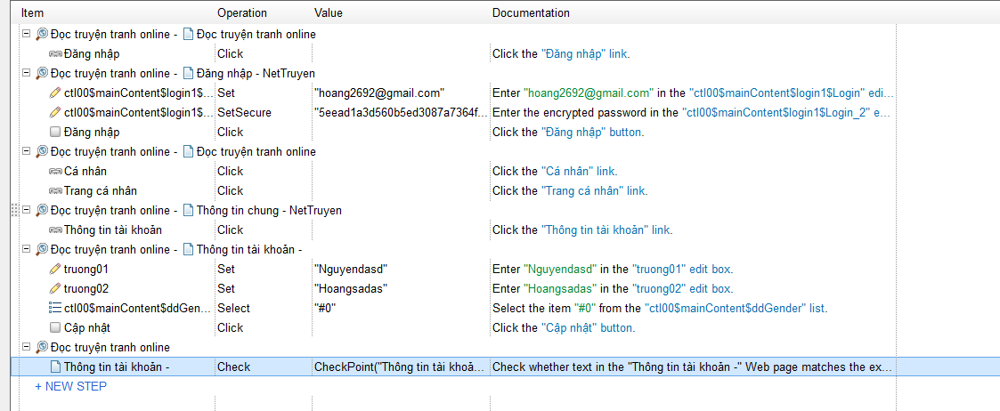 Item Operation Value Documentation
Đọc truyện tranh online - Đọc truyện tranh online
Đăng nhập Click Click the "Đăng nhập" link.
Đọc truyện tranh online - Đăng nhập - NetTruyen
ctl00$mainContent$login1$... Set "hoang2692@gmail.com" Enter "hoang2692@gmail.com" in the "ctl00$mainContent$login1$Login" edi...
ctl00$mainContent$login1$... SetSecure "5eead1a3d560b5ed3087a7364f... Enter the encrypted password in the "ctl00$mainContent$login1$Login_2" e...
Đăng nhập Click Click the "Đăng nhập" button.
Đọc truyện tranh online - Đọc truyện tranh online
Cá nhân Click Click the "Cá nhân" link.
Trang cá nhân Click Click the "Trang cá nhân" link.
Đọc truyện tranh online - Thông tin chung - NetTruyen
Thông tin tài khoản Click Click the "Thông tin tài khoản" link.
Đọc truyện tranh online - Thông tin tài khoản -
truong01 Set "Nguyendasd" Enter "Nguyendasd" in the "truong01" edit box.
truong02 Set "Hoangsadas" Enter "Hoangsadas" in the "truong02" edit box.
ctl00$mainContent$ddGen... Select "#0" Select the item "#0" from the "ctl00$mainContent$ddGender" list.
Cập nhật Click Click the "Cập nhật" button.
Đọc truyện tranh online
Thông tin tài khoản - Check CheckPoint("Thông tin tài khoả... Check whether text in the "Thông tin tài khoản -" Web page matches the ex...
+ NEW STEP